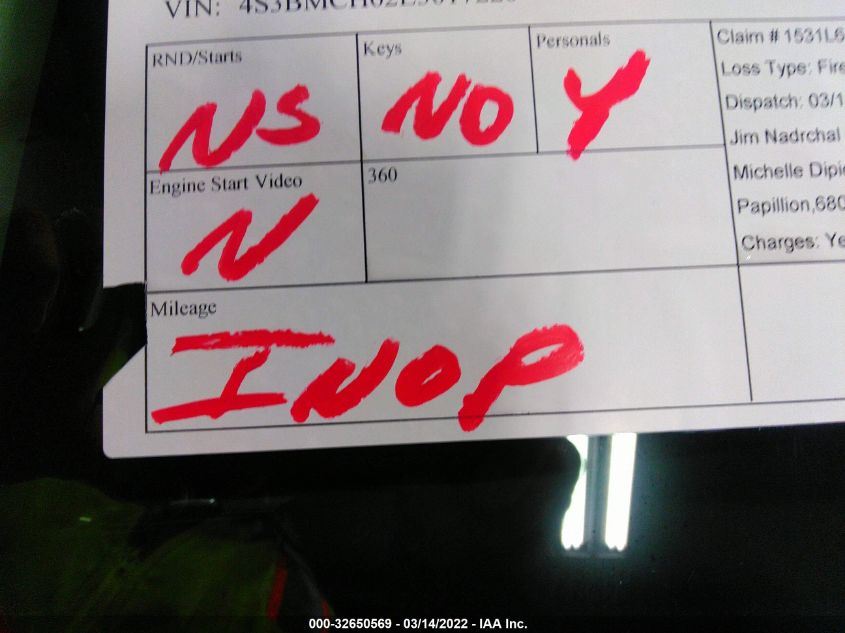 VIN:
RND/Starts Keys Personals Claim # 1531L6
NS NO Y Loss Type: Fire
Dispatch: 03/1
Jim Nadrchal
Engine Start Video 360 Michelle Dipi
N Papillion,680
Charges: Ye
Mileage
INOP
000-32650569 - 03/14/2022 - IAA Inc.